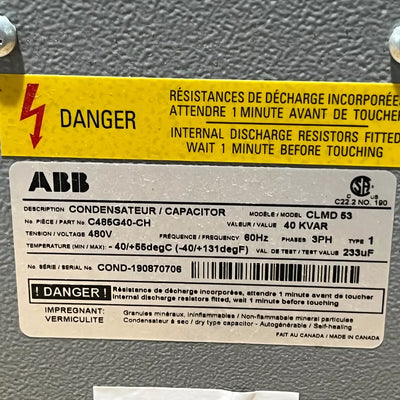 DANGER
RÉSISTANCES DE DÉCHARGE INCORPORÉE
ATTENDRE 1 MINUTE AVANT DE TOUCHER
INTERNAL DISCHARGE RESISTORS FITTED
WAIT 1 MINUTE BEFORE TOUCHING
ABB
C22.2 NO. 190
DESCRIPTION CONDENSATEUR / CAPACITOR MODÈLE / MODEL CLMD 53
No. PIÈCE / PART No C485G40-CH VALEUR / VALUE 40 KVAR
TENSION / VOLTAGE 480V FRÉQUENCE / FREQUENCY 60Hz PHASES 3PH TYPE 1
TEMPERATURE (MIN / MAX) - 40/+55degC (-40/+131degF) VAL DE TEST / TEST VALUE 233uF
No SÉRIE / SERIAL No COND-190870706
! DANGER ! Résistance de décharge incorporées, attendre 1 minute avant de toucher
Internal discharge resistors fitted, wait 1 minute before touching
IMPREGNANT: Granules minéraux, ininflammables / Non-flammable mineral particules
VERMICULITE Condensateur à sec / dry type capacitor - Autogénérable / Self-healing
FAIT AU CANADA / MADE IN CANADA